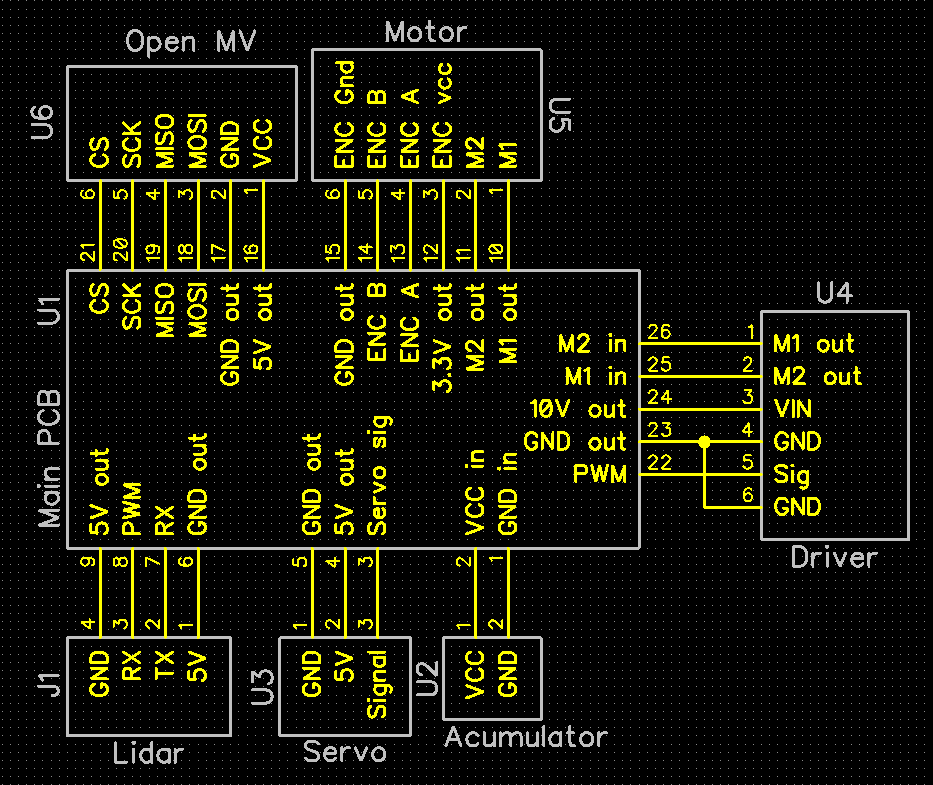 Open MV
Motor
U6
CS
SCK
MISO
MOSI
GND
VCC
ENC Gnd
ENC B
ENC A
ENC vcc
M2
M1
U5
6
5
4
3
2
1
6
5
4
3
2
1
21
20
19
18
17
16
15
14
13
12
11
10
U1
Main PCB
CS
SCK
MISO
MOSI
GND out
5V out
GND out
ENC B
ENC A
3.3V out
M2 out
M1 out
U4
M2 in 26 1 M1 out
M1 in 25 2 M2 out
10V out 24 3 VIN
GND out 23 4 GND
PWM 22 5 Sig
6 GND
Driver
5V out
PWM
RX
GND out
GND out
5V out
Servo sig
VCC in
GND in
9
8
7
6
5
4
3
2
1
4
3
2
1
1
2
3
1
2
J1
GND
RX
TX
5V
U3
GND
5V
Signal
U2
VCC
GND
Lidar
Servo
Acumulator